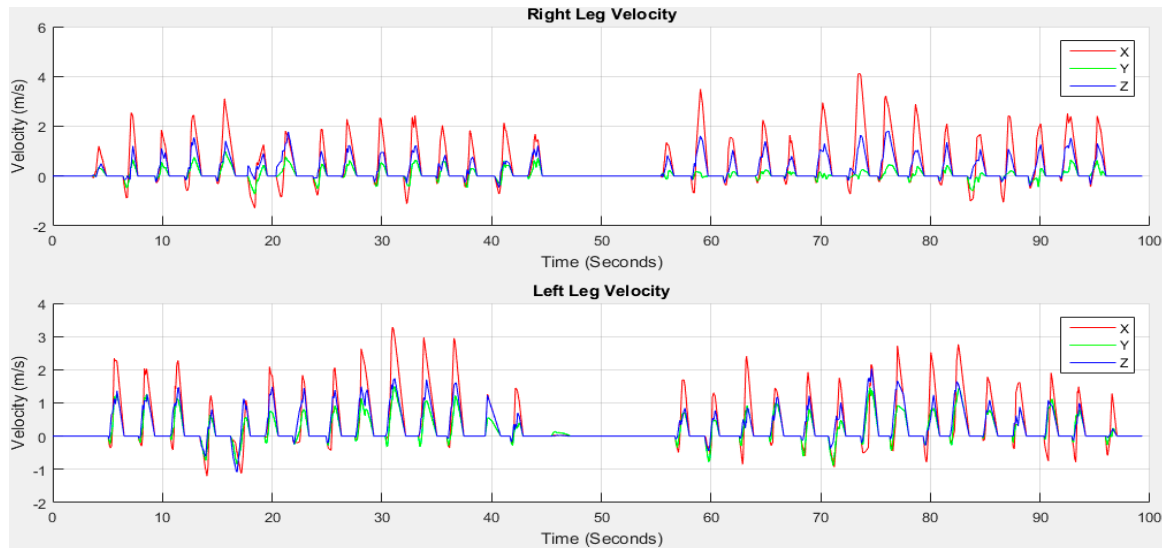 Right Leg Velocity
6
4
2
0
-2
Velocity (m/s)
X
Y
Z
0 10 20 30 40 50 60 70 80 90 100
Time (Seconds)
Left Leg Velocity
4
3
2
1
0
-1
-2
Velocity (m/s)
X
Y
Z
0 10 20 30 40 50 60 70 80 90 100
Time (Seconds)